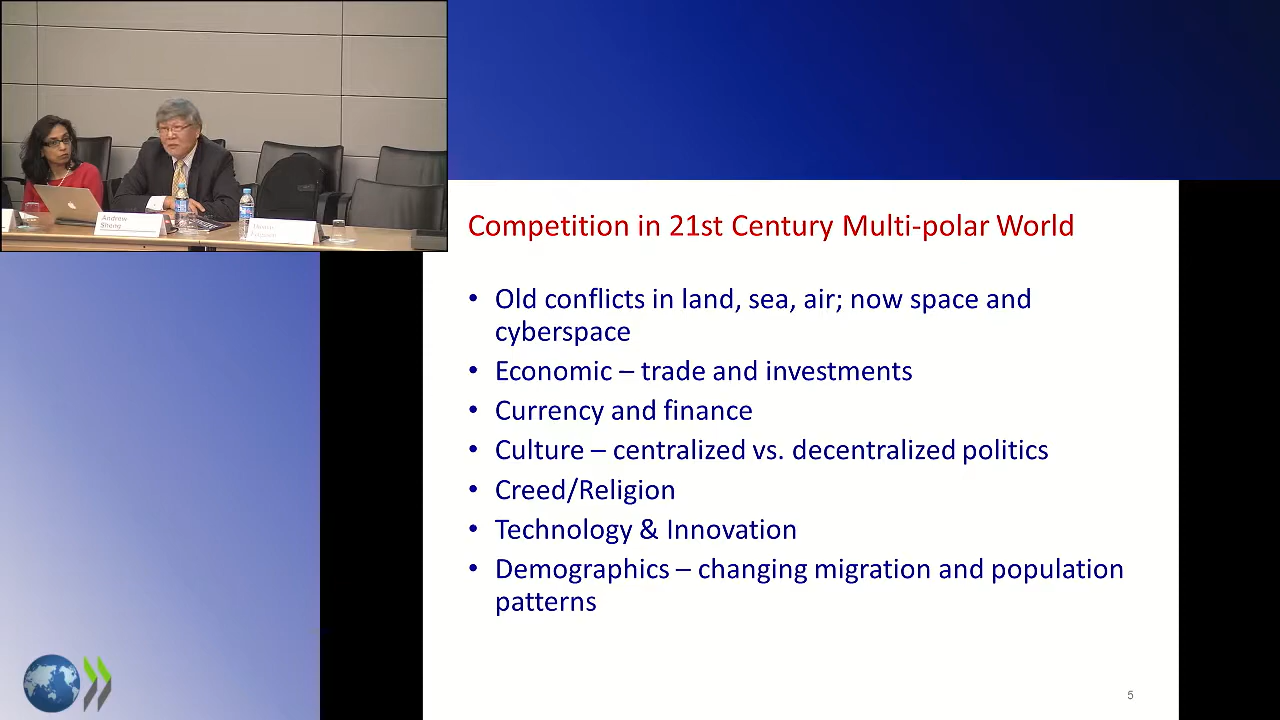 Andrew
Sheng
Competition in 21st Century Multi-polar World
• Old conflicts in land, sea, air; now space and
cyberspace
• Economic – trade and investments
• Currency and finance
• Culture – centralized vs. decentralized politics
• Creed/Religion
• Technology & Innovation
• Demographics – changing migration and population
patterns
5